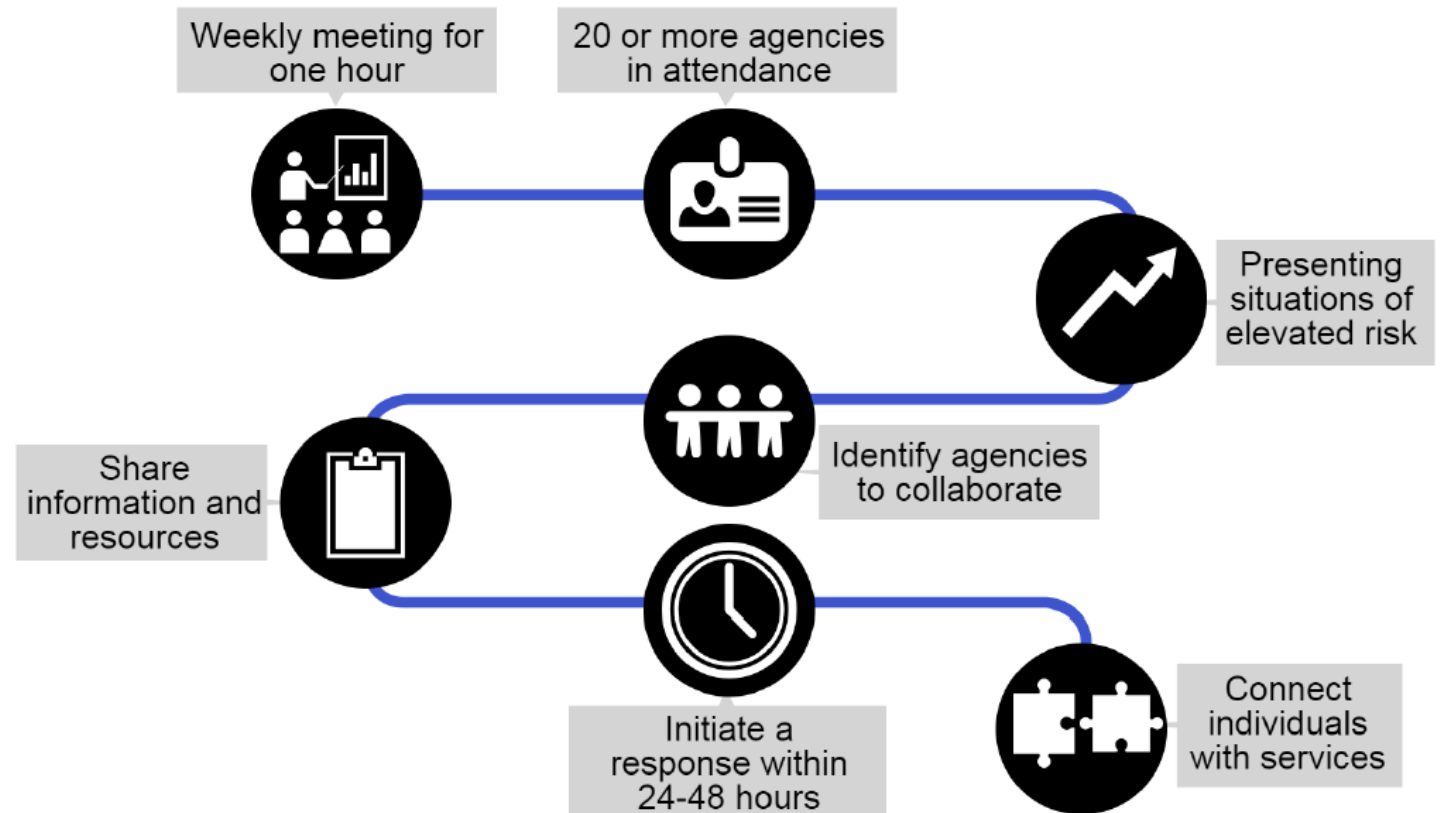 Weekly meeting for
one hour
20 or more agencies
in attendance
Presenting
situations of
elevated risk
Identify agencies
to collaborate
Share
information and
resources
Initiate a
response within
24-48 hours
Connect
individuals
with services